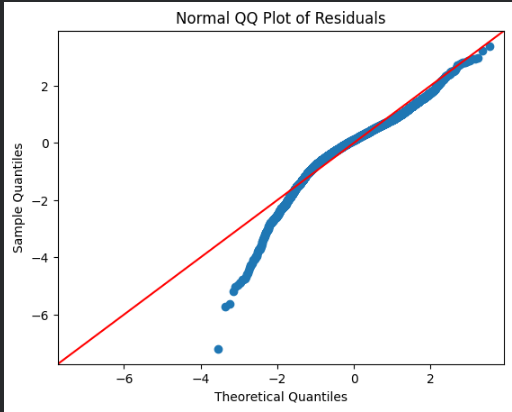 Normal QQ Plot of Residuals
Sample Quantiles
2
0
−2
−4
−6
−6 −4 −2 0 2
Theoretical Quantiles